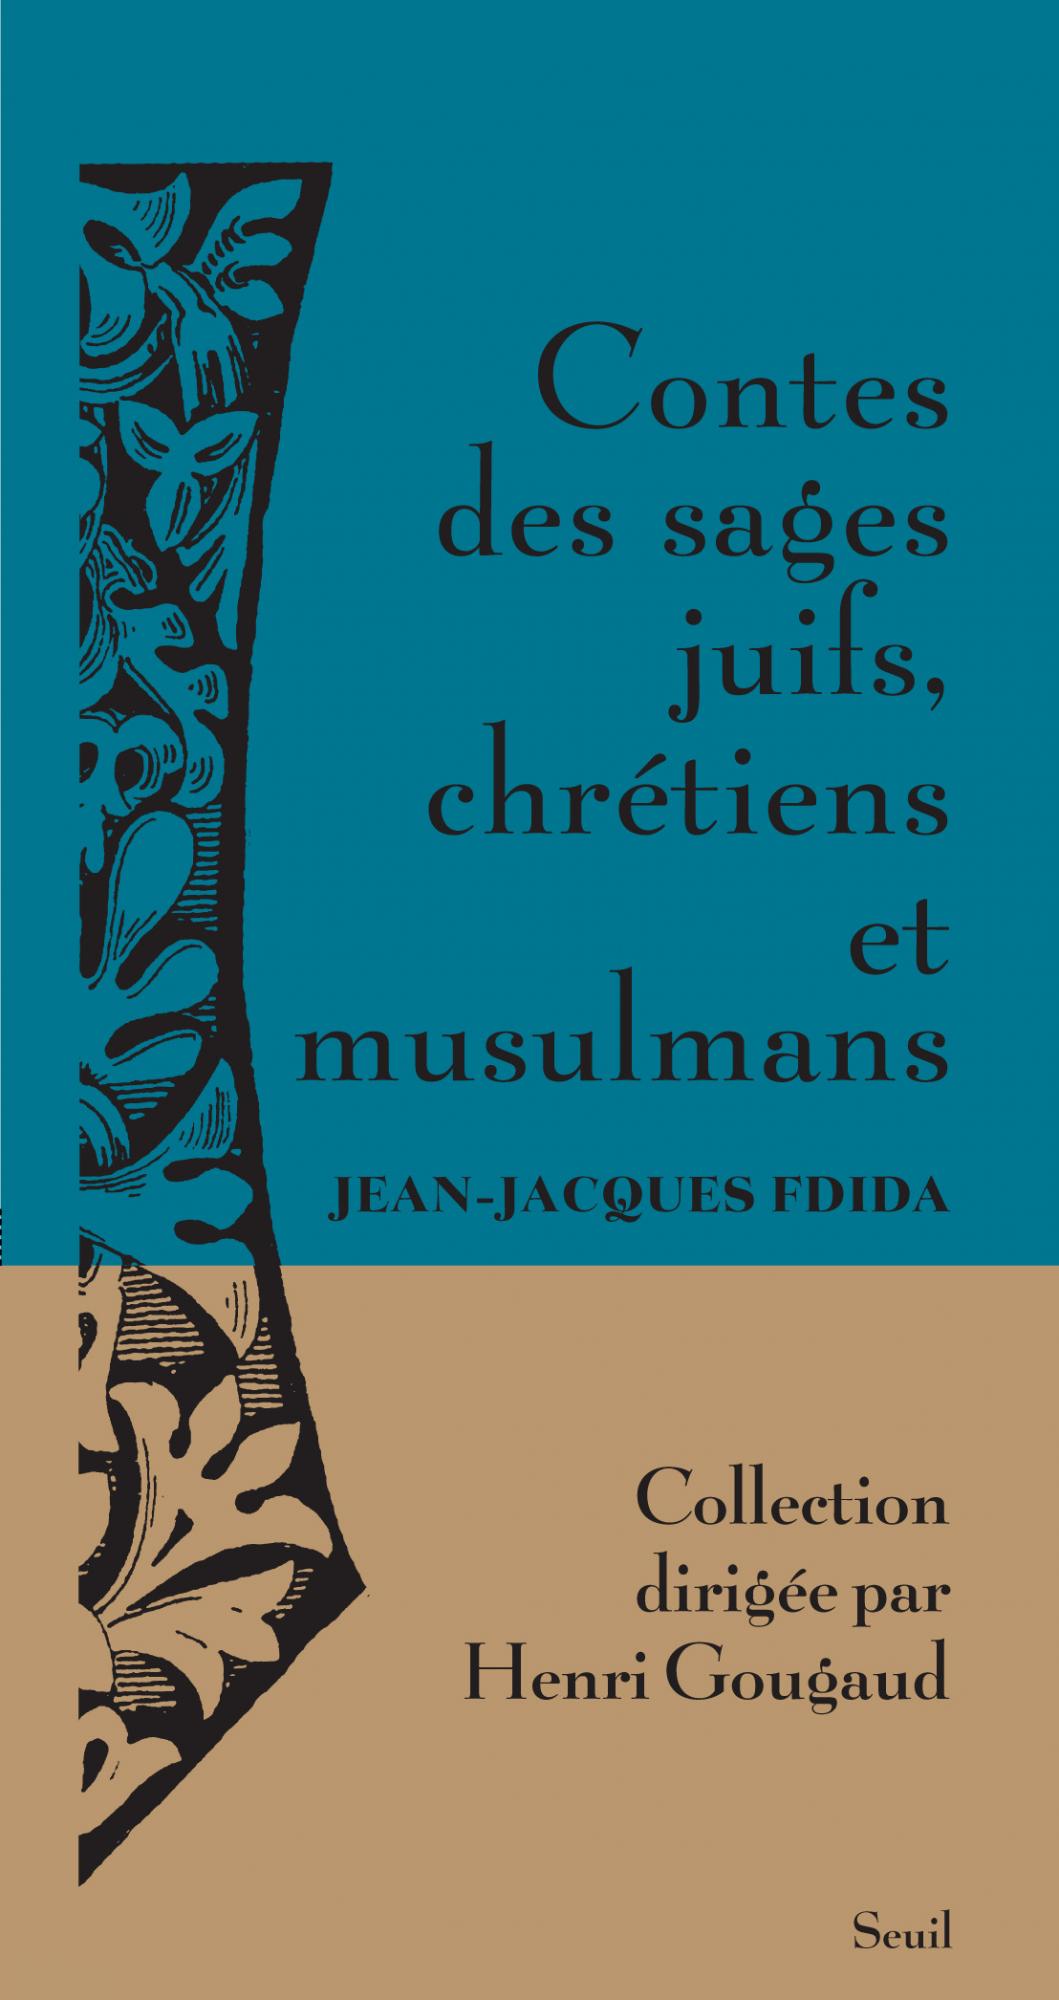 Contes
des sages
juifs,
chrétiens
et
musulmans
JEAN-JACQUES FDIDA
Collection
dirigée par
Henri Gougaud
Seuil